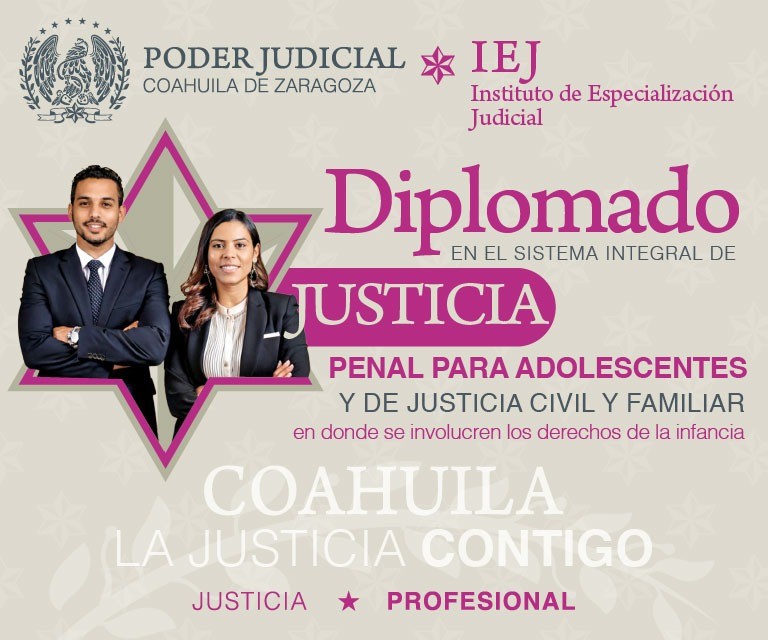 PODER JUDICIAL
COAHUILA DE ZARAGOZA
IEJ
Instituto de Especialización
Judicial
Diplomado
EN EL SISTEMA INTEGRAL DE
JUSTICIA
PENAL PARA ADOLESCENTES
Y DE JUSTICIA CIVIL Y FAMILIAR
en donde se involucren los derechos de la infancia
COAHUILA
LA JUSTICIA CONTIGO
JUSTICIA ★ PROFESIONAL